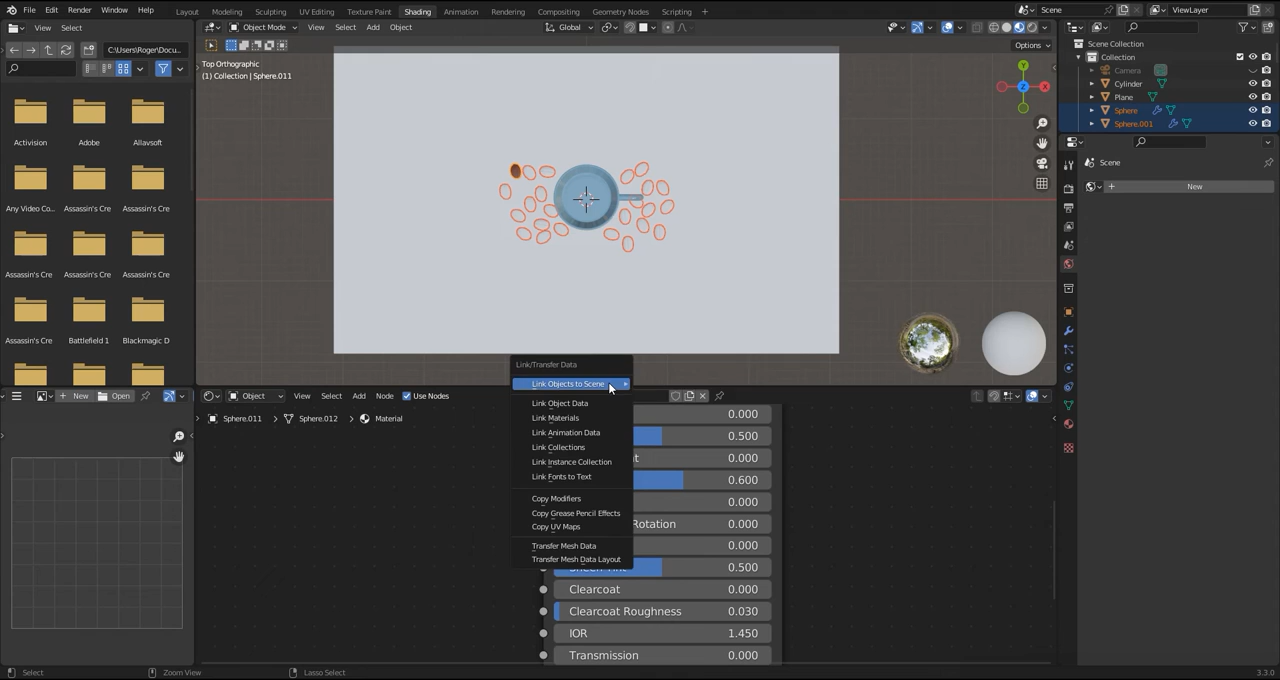 File Edit Render Window Help Layout Modeling Sculpting UV Editing Texture Paint Shading Animation Rendering Compositing Geometry Nodes Scripting + Scene ViewLayer
View Select C:\Users\Roger\Docu... Object Mode View Select Add Object Global
Options
Top Orthographic
(1) Collection | Sphere.011
Scene Collection
Collection
Camera
Cylinder
Plane
Sphere
Sphere.001
Scene
New
Y
X
Z
Activision Adobe Allavsoft
Any Video Co... Assassin's Cre Assassin's Cre
Assassin's Cre Assassin's Cre Assassin's Cre
Assassin's Cre Battlefield 1 Blackmagic D
New Open
Object View Select Add Node Use Nodes
Sphere.011 > Sphere.012 > Material
Link/Transfer Data
Link Objects to Scene
Link Object Data
Link Materials
Link Animation Data
Link Collections
Link Instance Collection
Link Fonts to Text
Copy Modifiers
Copy Grease Pencil Effects
Copy UV Maps
Transfer Mesh Data
Transfer Mesh Data Layout
0.000
0.500
0.000
0.600
0.000
Rotation 0.000
0.000
0.500
Clearcoat 0.000
Clearcoat Roughness 0.030
IOR 1.450
Transmission 0.000
Select Zoom View Lasso Select 3.3.0